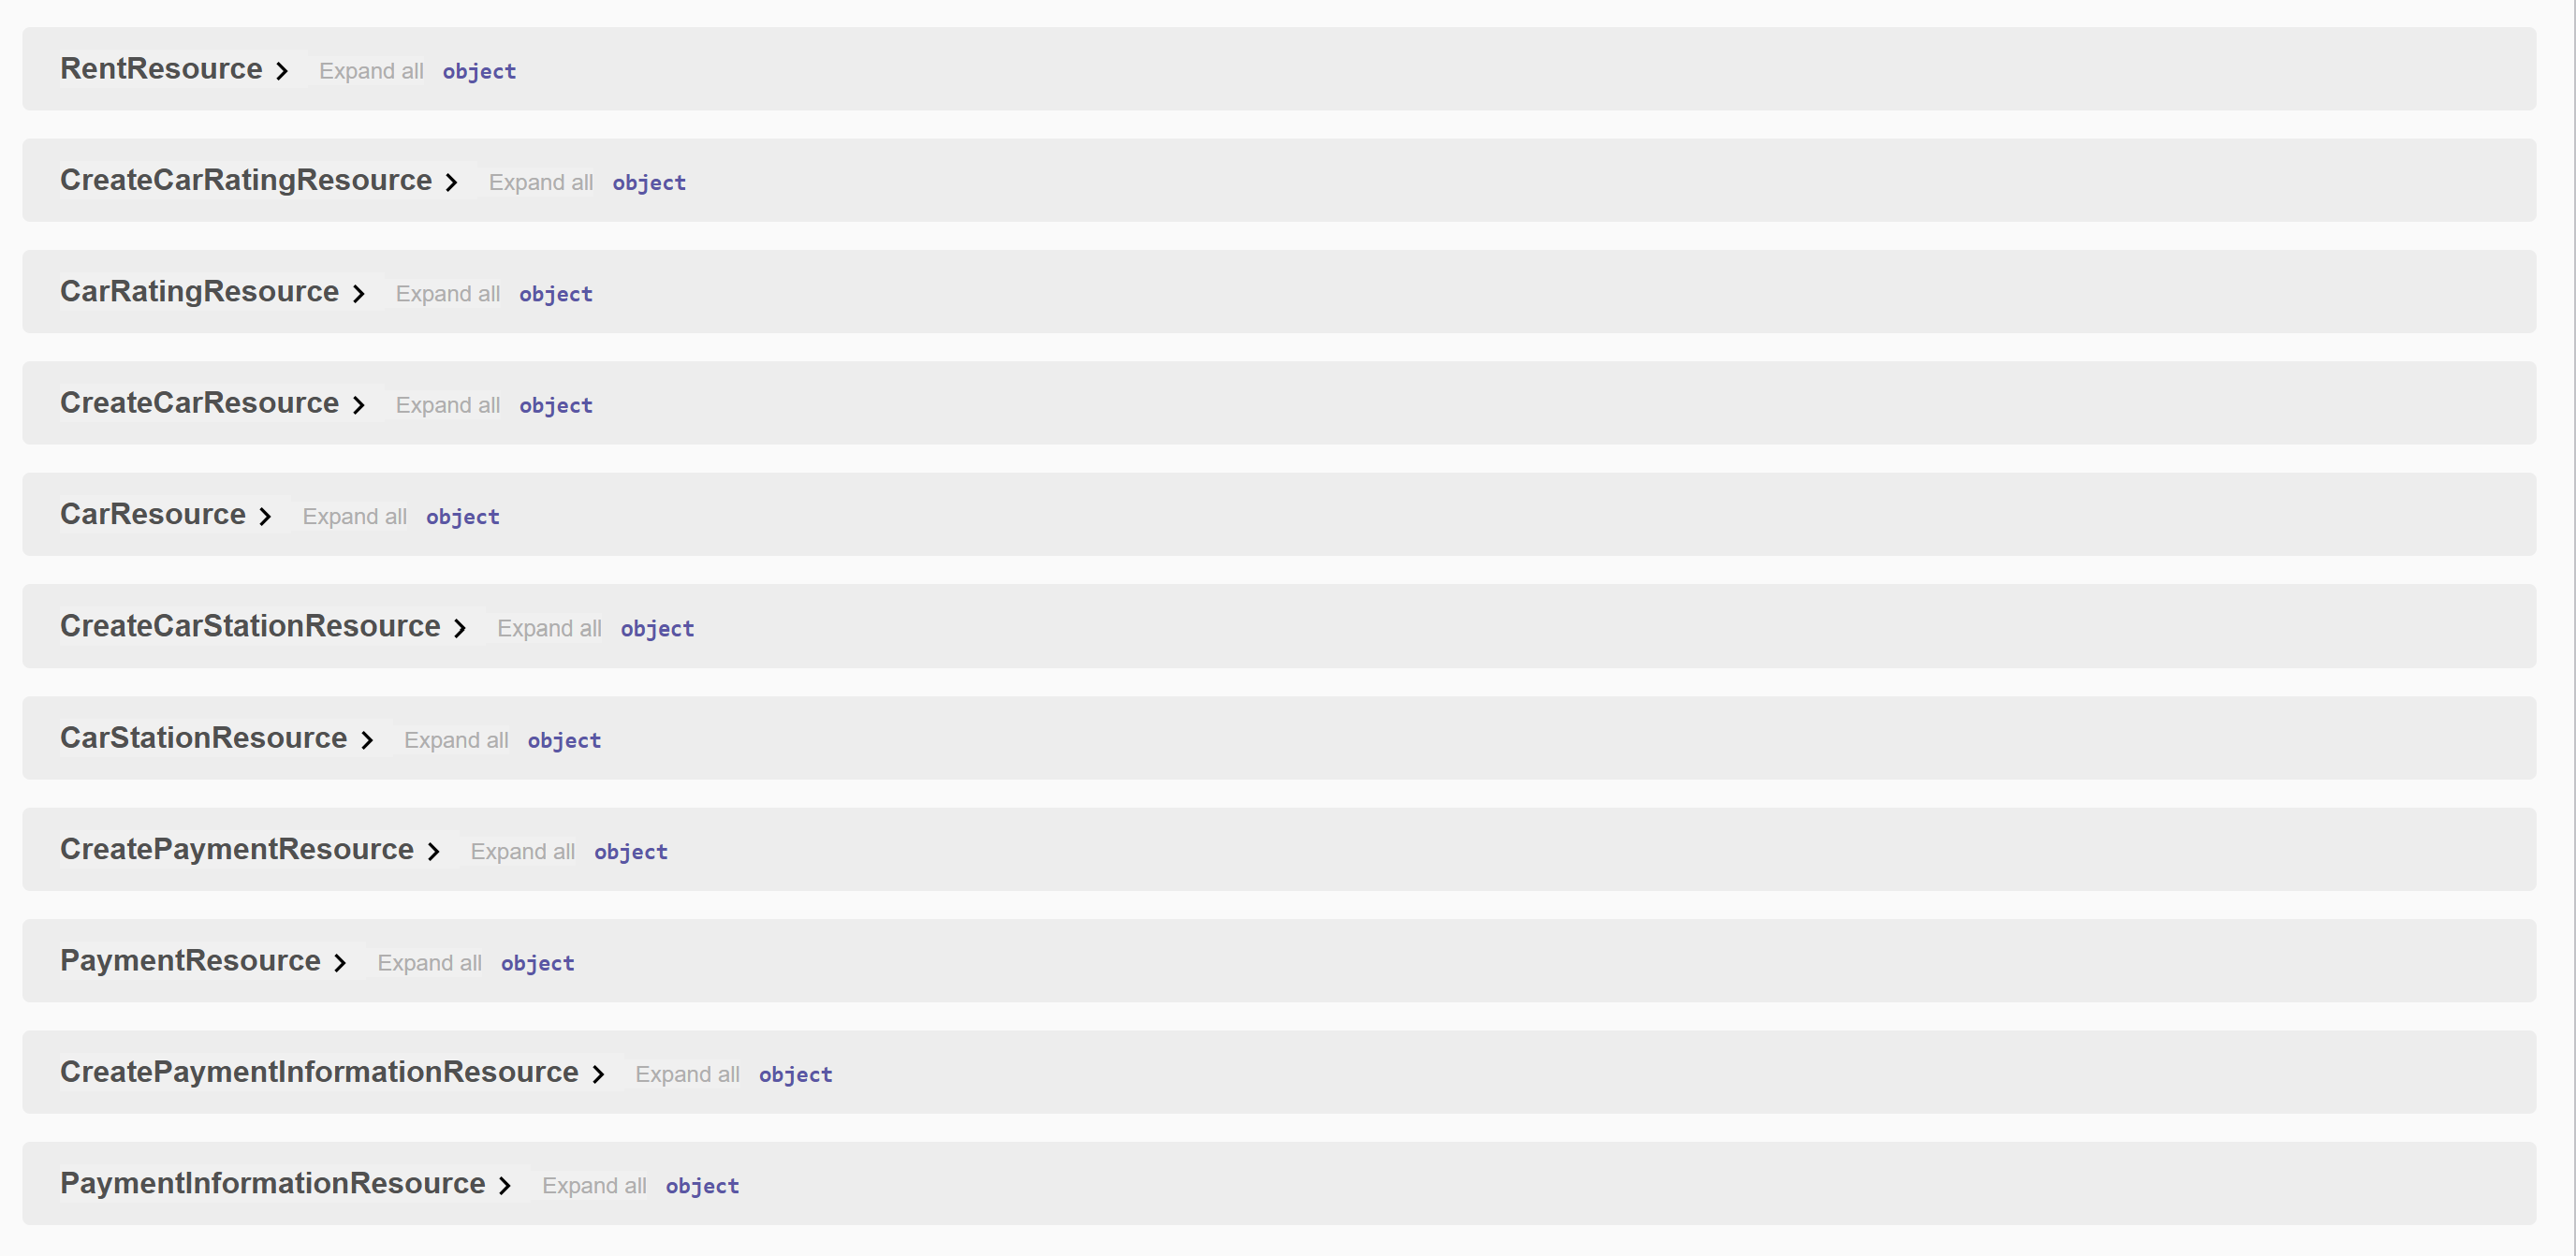 RentResource > Expand all object
CreateCarRatingResource > Expand all object
CarRatingResource > Expand all object
CreateCarResource > Expand all object
CarResource > Expand all object
CreateCarStationResource > Expand all object
CarStationResource > Expand all object
CreatePaymentResource > Expand all object
PaymentResource > Expand all object
CreatePaymentInformationResource > Expand all object
PaymentInformationResource > Expand all object